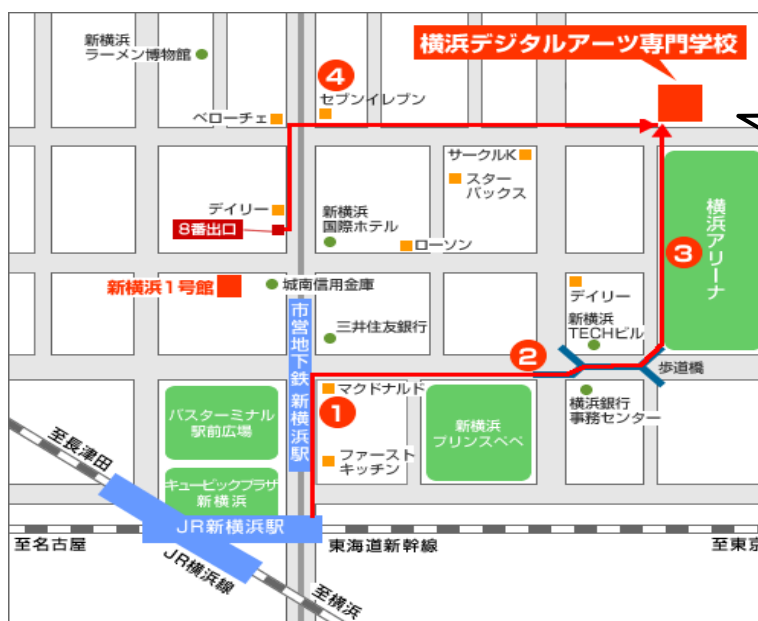 新横浜
ラーメン博物館
4
セブンイレブン
横浜デジタルアーツ専門学校
ベローチェ
サークルK
スター
バックス
デイリー
8番出口
新横浜
国際ホテル
ローソン
横浜アリーナ
3
新横浜1号館
城南信用金庫
デイリー
新横浜
TECHビル
市営地下鉄 新横浜駅
三井住友銀行
2
歩道橋
マクドナルド
1
バスターミナル
駅前広場
新横浜
プリンスペペ
横浜銀行
事務センター
至長津田
ファースト
キッチン
キュービックプラザ
新横浜
JR新横浜駅
至名古屋
東海道新幹線
至東京
JR横浜線
至横浜